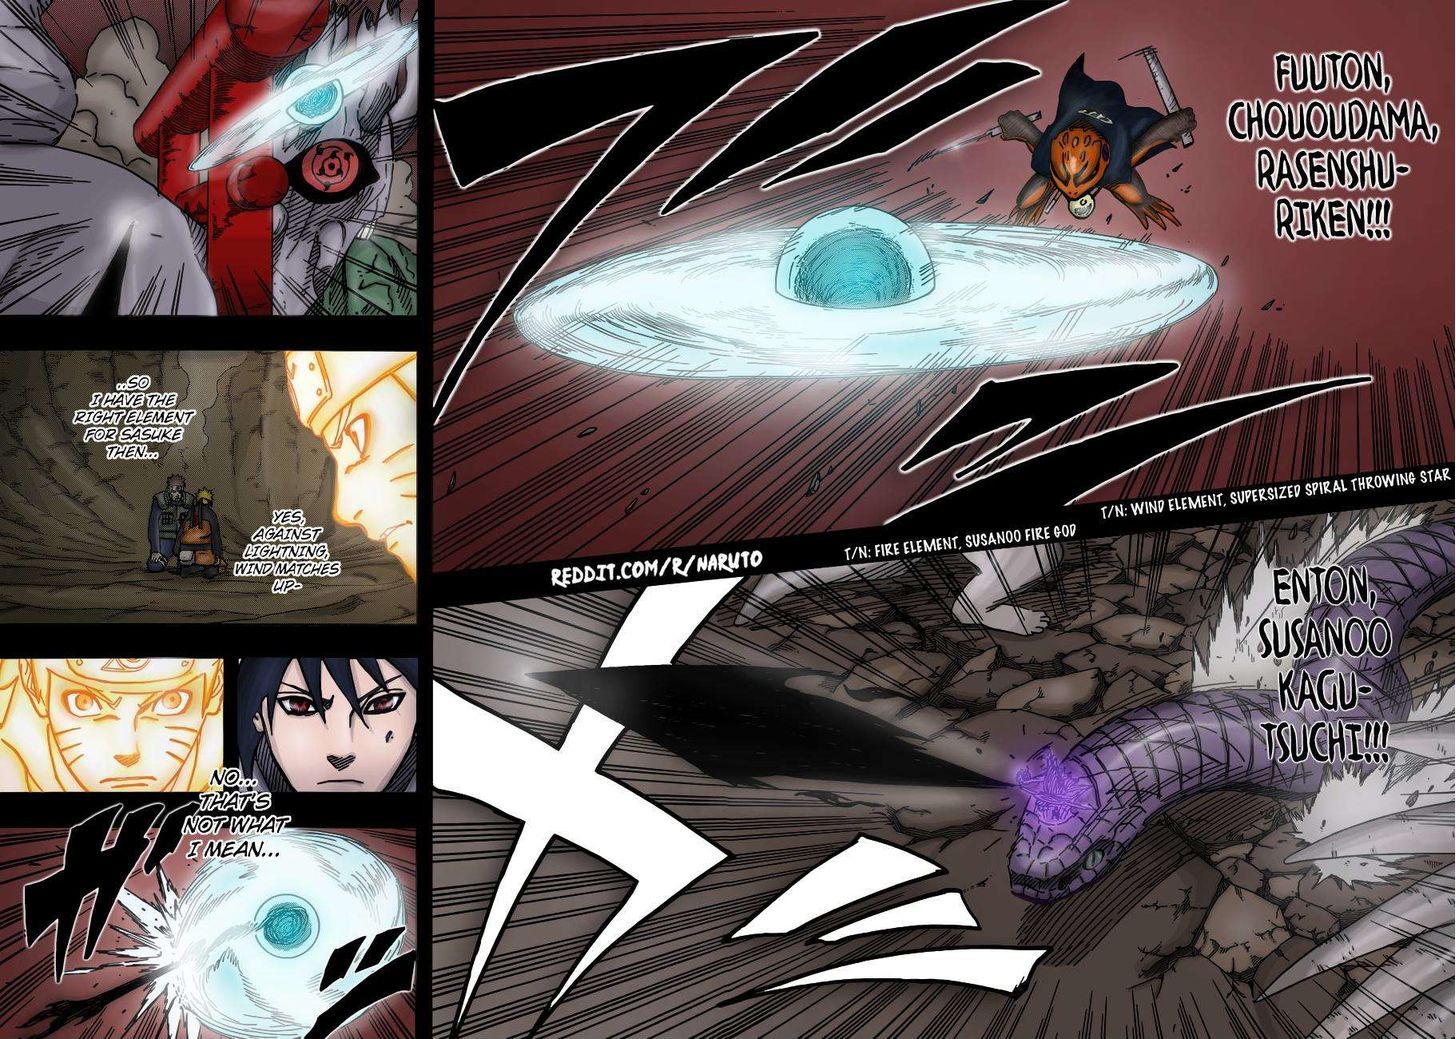 FUUTON,
CHOUOUDAMA,
RASENSHU-
RIKEN!!!
T/N: WIND ELEMENT, SUPERSIZED SPIRAL THROWING STAR
T/N: FIRE ELEMENT, SUSANOO FIRE GOD
REDDIT.COM/R/NARUTO
ENTON,
SUSANOO
KAGU-
TSUCHI!!!
..SO
I HAVE THE
RIGHT ELEMENT
FOR SASUKE
THEN...
YES,
AGAINST
LIGHTNING,
WIND MATCHES
UP-
NO...
THAT'S
NOT WHAT
I MEAN...